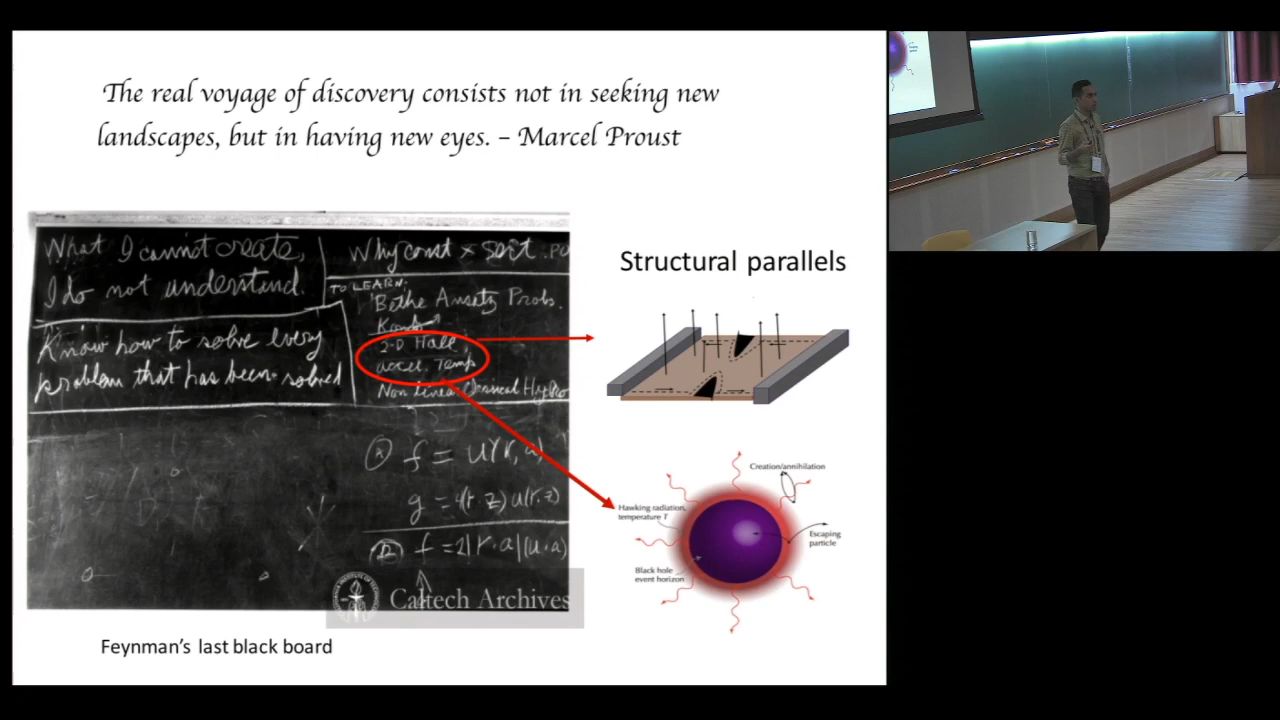 The real voyage of discovery consists not in seeking new
landscapes, but in having new eyes. – Marcel Proust
What I cannot create,
I do not understand.
Know how to solve every
problem that has been solved
Why const × sort . PO
TO LEARN:
Bethe Ansatz Probs.
Kondo
2-D Hall
accel. Temp
Non linear Classical Hydro
f = u(r, a)
g = u(r, z)
f = 2|r·a|(u·a)
Caltech Archives
Feynman's last black board
Structural parallels
Creation/annihilation
Hawking radiation,
temperature T
Escaping
particle
Black hole
event horizon